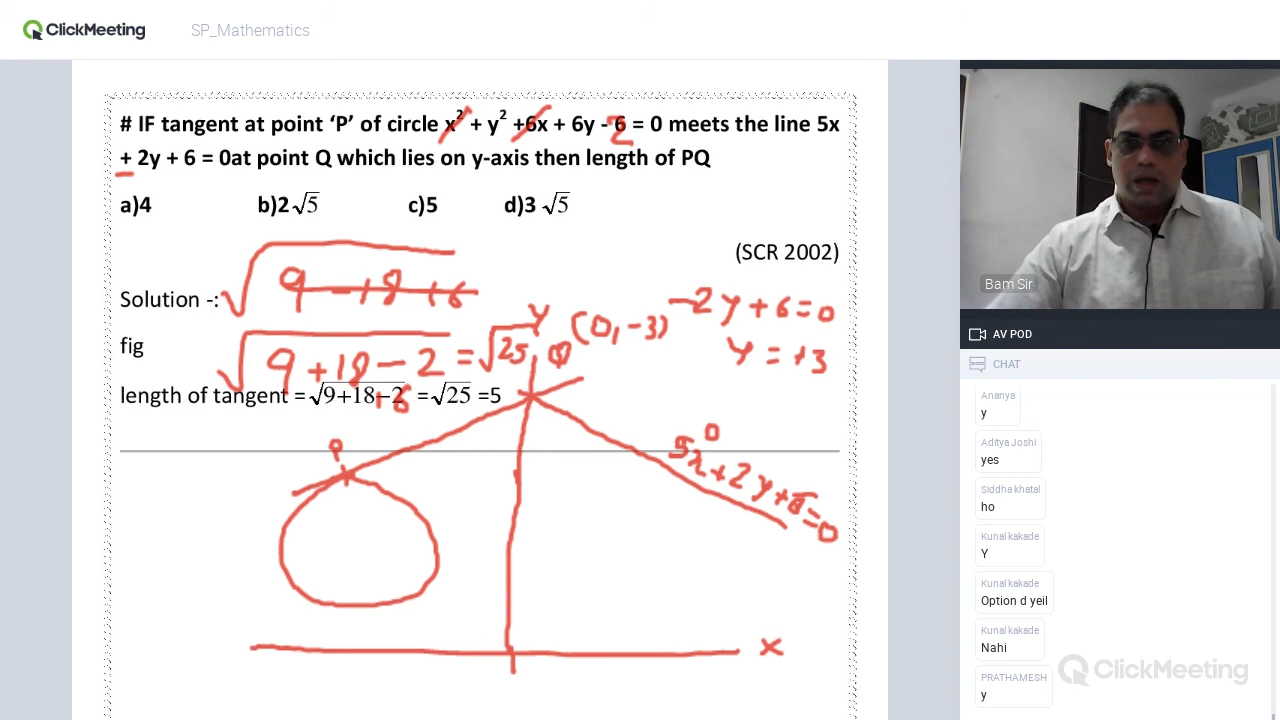 ClickMeeting SP_Mathematics
# IF tangent at point ‘P’ of circle x² + y² +6x + 6y - 6 = 0 meets the line 5x
2
+ 2y + 6 = 0at point Q which lies on y-axis then length of PQ
a)4 b)2√5 c)5 d)3 √5
(SCR 2002)
√9 - 18 + 6
Solution -:
-2y + 6 = 0
y (0, -3)
fig
√9 + 18 - 2 = √25 Q
y = +3
length of tangent = √9+18−2 = √25 =5
+6
P
0
5x + 2y + 6 = 0
x
Bam Sir
AV POD
CHAT
Ananya
y
Aditya Joshi
yes
Siddha khatal
ho
Kunal kakade
Y
Kunal kakade
Option d yeil
Kunal kakade
Nahi
PRATHAMESH
y
ClickMeeting